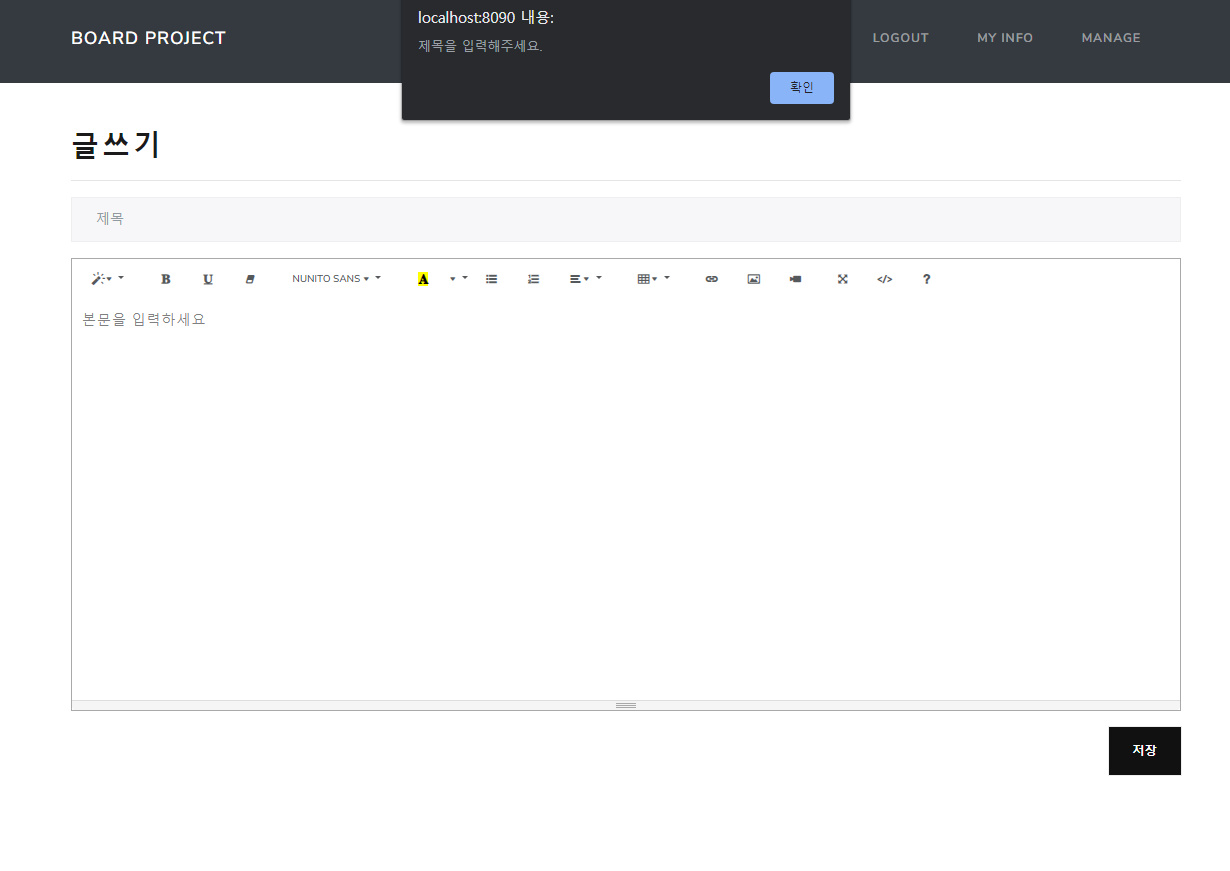 BOARD PROJECT
localhost:8090 내용:
제목을 입력해주세요.
확인
LOGOUT MY INFO MANAGE
글쓰기
제목
B U NUNITO SANS A </> ?
본문을 입력하세요
저장